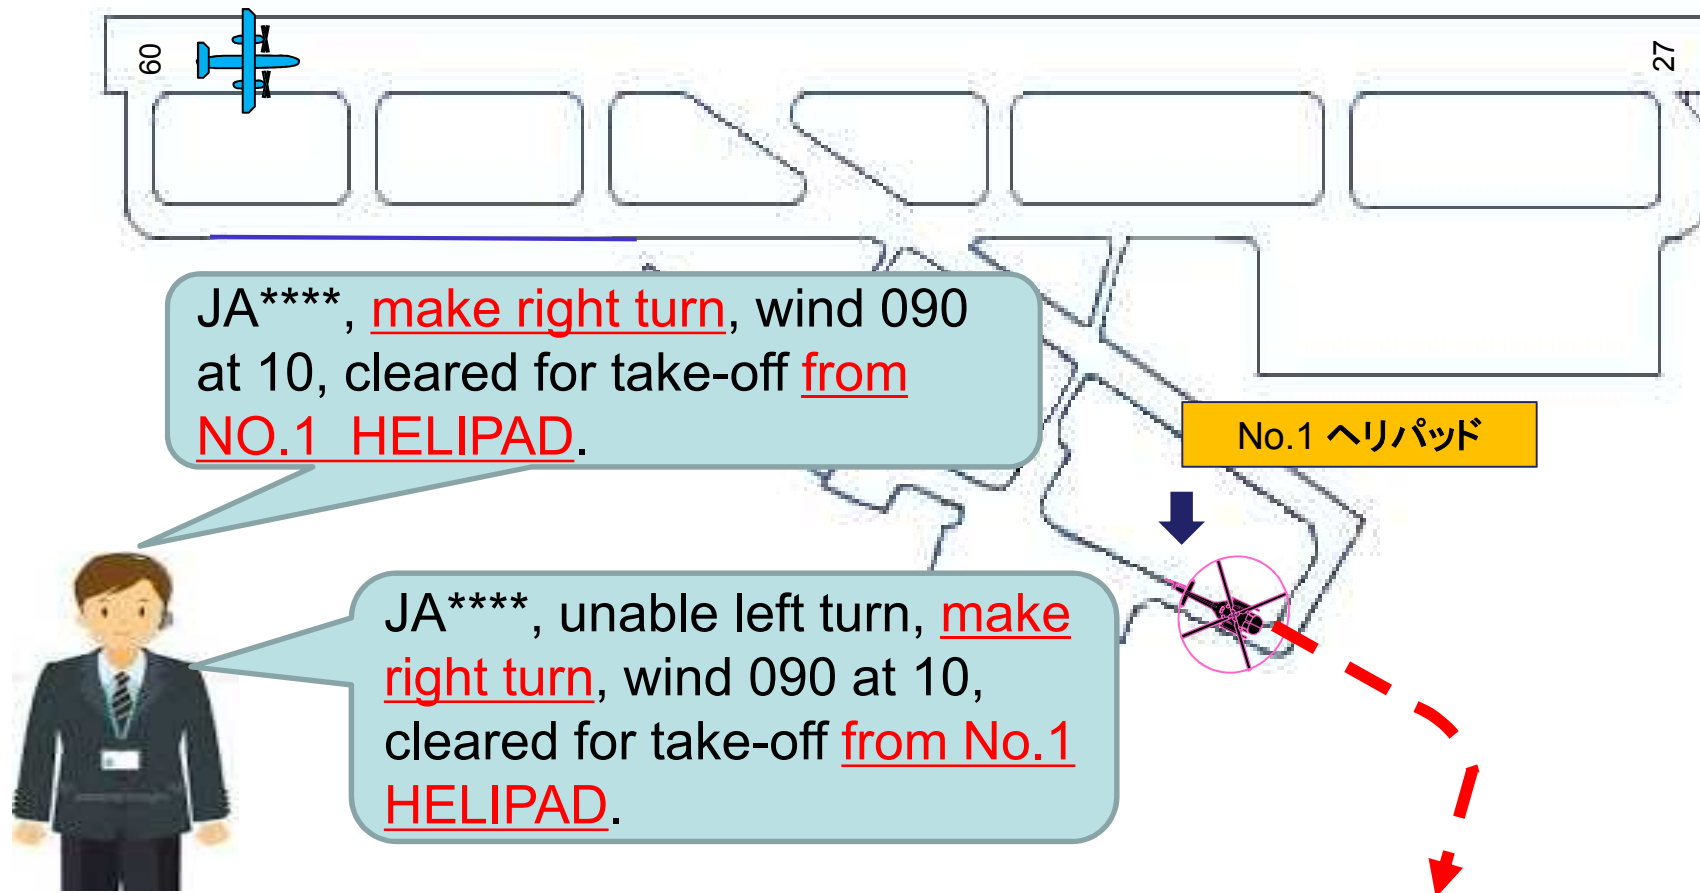 09
27
JA****, make right turn, wind 090
at 10, cleared for take-off from
NO.1 HELIPAD.
No.1 ヘリパッド
JA****, unable left turn, make
right turn, wind 090 at 10,
cleared for take-off from No.1
HELIPAD.